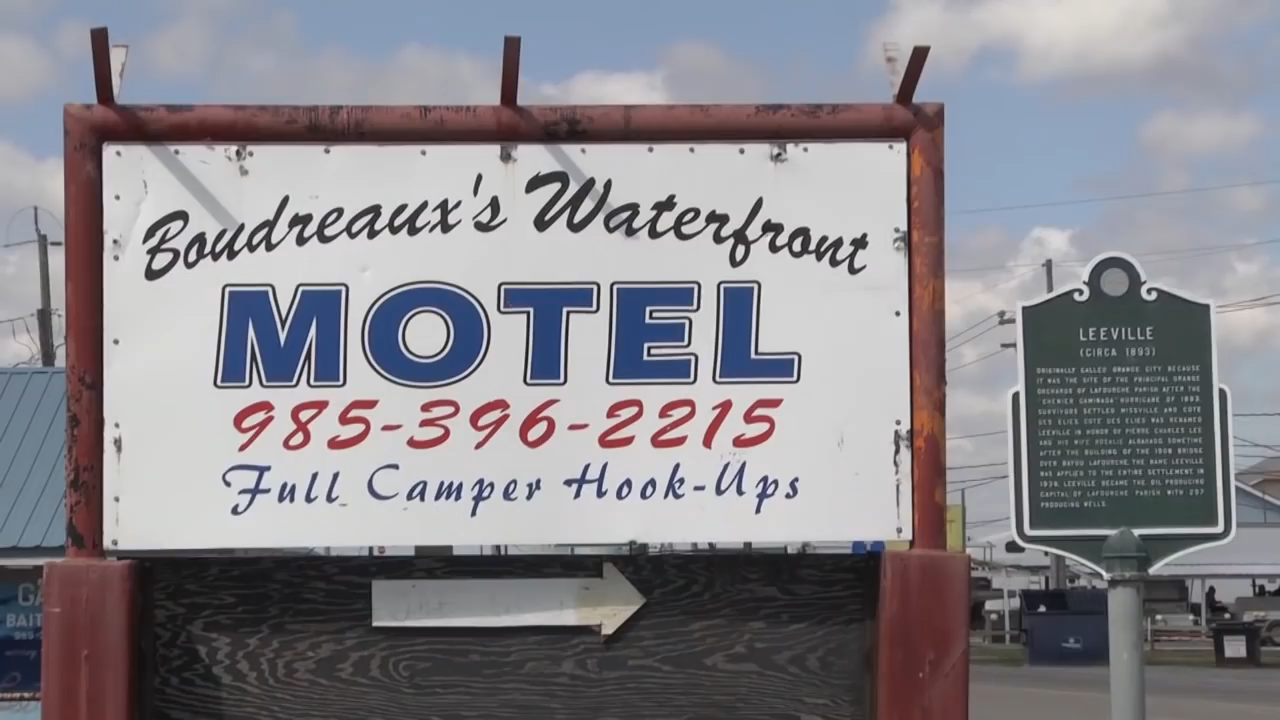 Boudreaux's Waterfront
MOTEL
985-396-2215
Full Camper Hook-Ups
LEEVILLE
(CIRCA 1893)
ORIGINALLY CALLED ORANGE CITY BECAUSE
IT WAS THE SITE OF THE PRINCIPAL ORANGE
ORCHARDS OF LAFOURCHE PARISH AFTER THE
"CHENIER CAMINADA" HURRICANE OF 1893.
SURVIVORS SETTLED MISSVILLE AND COTE
DES ELIES. COTE DES ELIES WAS RENAMED
LEEVILLE IN HONOR OF PIERRE CHARLES LEE
AND HIS WIFE ROSALIE ALBARADO SOMETIME
AFTER THE BUILDING OF THE 1908 BRIDGE
OVER BAYOU LAFOURCHE. THE NAME LEEVILLE
WAS APPLIED TO THE ENTIRE SETTLEMENT. IN
LEEVILLE BECAME THE OIL PRODUCING
CAPITAL OF LAFOURCHE PARISH WITH
PRODUCING WELLS.
BAIT